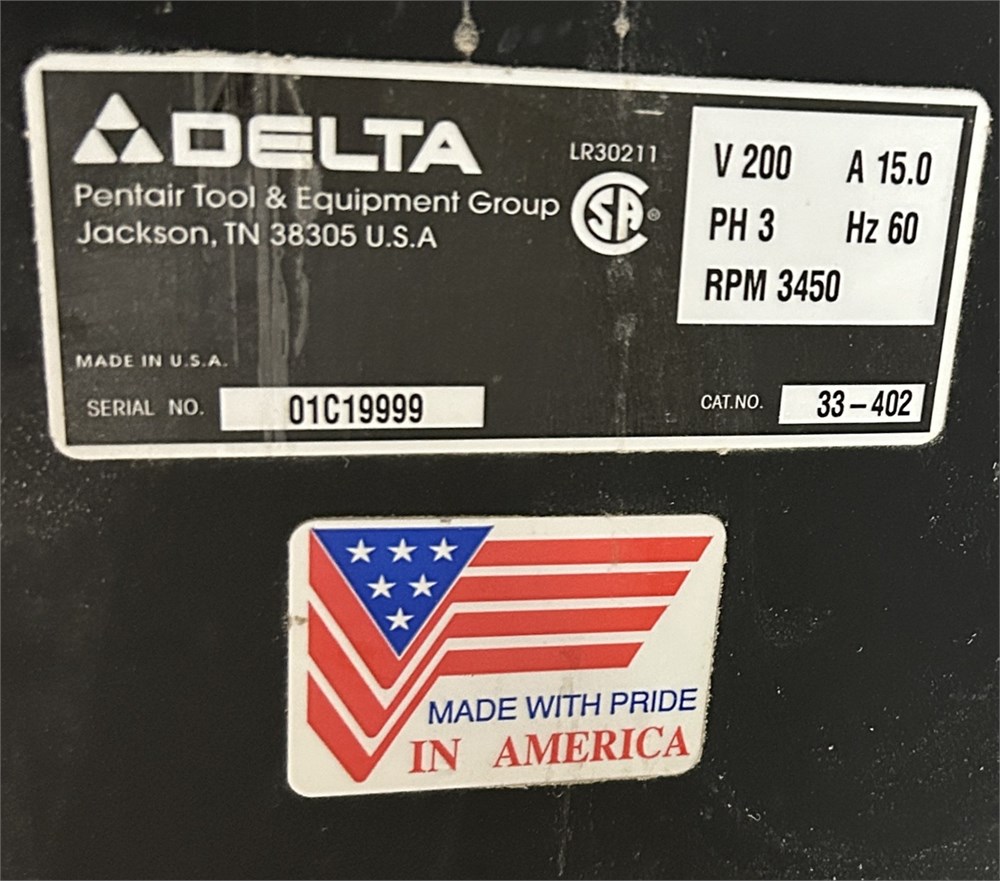 DELTA
Pentair Tool & Equipment Group
Jackson, TN 38305 U.S.A
LR30211
SA®
V 200 A 15.0
PH 3 Hz 60
RPM 3450
MADE IN U.S.A.
SERIAL NO. 01C19999
CAT.NO. 33-402
MADE WITH PRIDE
IN AMERICA